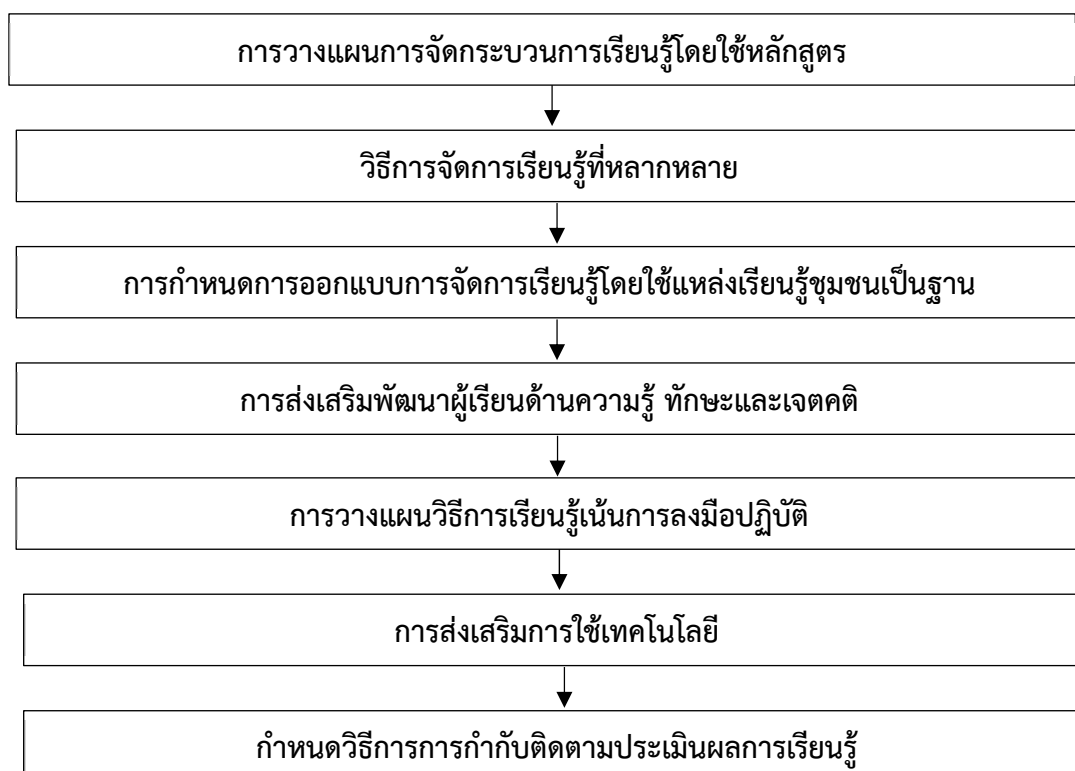 การวางแผนการจัดกระบวนการเรียนรู้โดยใช้หลักสูตร
วิธีการจัดการเรียนรู้ที่หลากหลาย
การกำหนดการออกแบบการจัดการเรียนรู้โดยใช้แหล่งเรียนรู้ชุมชนเป็นฐาน
การส่งเสริมพัฒนาผู้เรียนด้านความรู้ ทักษะและเจตคติ
การวางแผนวิธีการเรียนรู้เน้นการลงมือปฏิบัติ
การส่งเสริมการใช้เทคโนโลยี
กำหนดวิธีการการกำกับติดตามประเมินผลการเรียนรู้